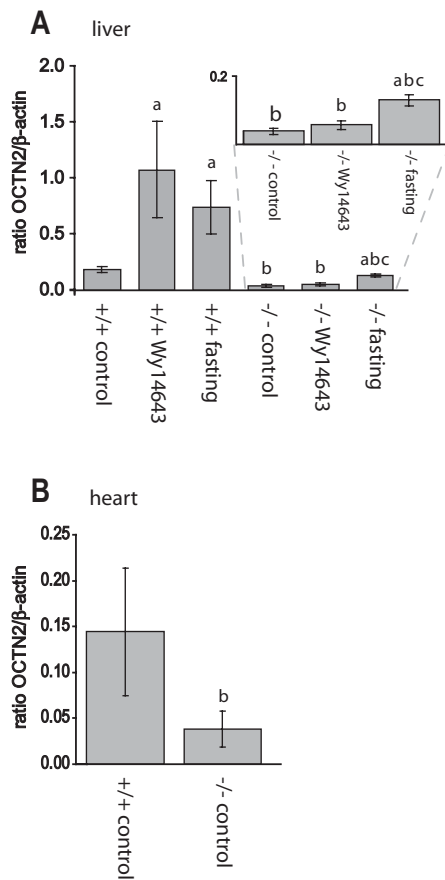 A liver
ratio OCTN2/β-actin
2.0
1.5
1.0
0.5
0.0
a
a
b
b
abc
+/+ control
+/+ Wy14643
+/+ fasting
-/- control
-/- Wy14643
-/- fasting
0.2
b
b
abc
-/- control
-/- Wy14643
-/- fasting
B heart
ratio OCTN2/β-actin
0.25
0.20
0.15
0.10
0.05
0.00
b
+/+ control
-/- control